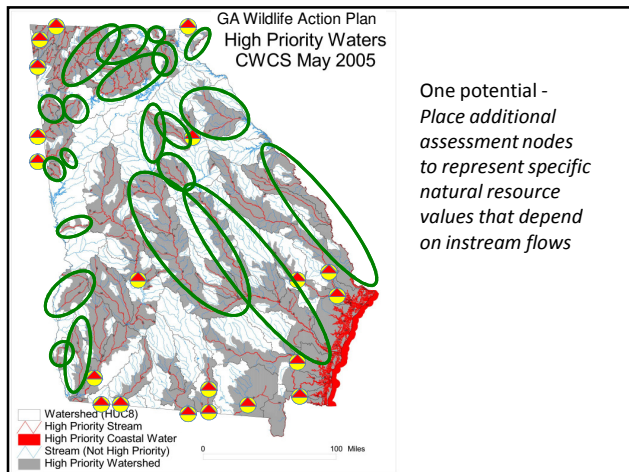 GA Wildlife Action Plan
High Priority Waters
CWCS May 2005
One potential -
Place additional
assessment nodes
to represent specific
natural resource
values that depend
on instream flows
Watershed (HUC8)
High Priority Stream
High Priority Coastal Water
Stream (Not High Priority)
High Priority Watershed
0 100 Miles